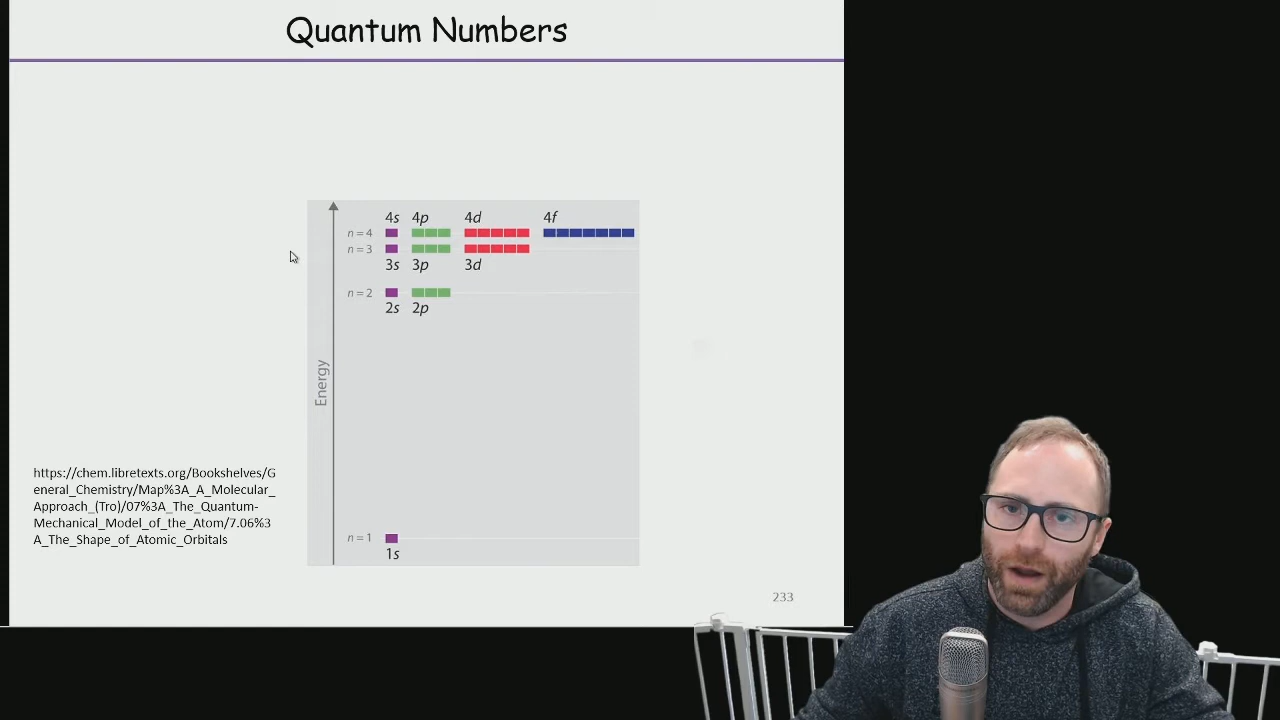 Quantum Numbers
4s 4p 4d 4f
n = 4
n = 3
3s 3p 3d
n = 2
2s 2p
Energy
n = 1
1s
https://chem.libretexts.org/Bookshelves/G
eneral_Chemistry/Map%3A_A_Molecular_
Approach_(Tro)/07%3A_The_Quantum-
Mechanical_Model_of_the_Atom/7.06%3
A_The_Shape_of_Atomic_Orbitals
233